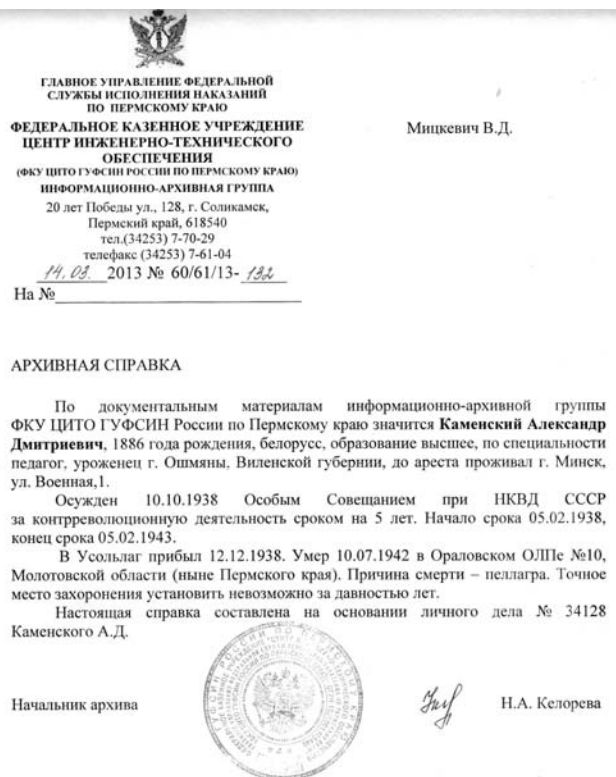 ГЛАВНОЕ УПРАВЛЕНИЕ ФЕДЕРАЛЬНОЙ
СЛУЖБЫ ИСПОЛНЕНИЯ НАКАЗАНИЙ
ПО ПЕРМСКОМУ КРАЮ
ФЕДЕРАЛЬНОЕ КАЗЕННОЕ УЧРЕЖДЕНИЕ
ЦЕНТР ИНЖЕНЕРНО-ТЕХНИЧЕСКОГО
ОБЕСПЕЧЕНИЯ
(ФКУ ЦИТО ГУФСИН РОССИИ ПО ПЕРМСКОМУ КРАЮ)
ИНФОРМАЦИОННО-АРХИВНАЯ ГРУППА
20 лет Победы ул., 128, г. Соликамск,
Пермский край, 618540
тел.(34253) 7-70-29
телефакс (34253) 7-61-04
14.03. 2013 № 60/61/13- 132
На №
Мицкевич В.Д.
АРХИВНАЯ СПРАВКА
По документальным материалам информационно-архивной группы
ФКУ ЦИТО ГУФСИН России по Пермскому краю значится Каменский Александр
Дмитриевич, 1886 года рождения, белорусс, образование высшее, по специальности
педагог, уроженец г. Ошмяны, Виленской губернии, до ареста проживал г. Минск,
ул. Военная,1.
Осужден 10.10.1938 Особым Совещанием при НКВД СССР
за контрреволюционную деятельность сроком на 5 лет. Начало срока 05.02.1938,
конец срока 05.02.1943.
В Усольлаг прибыл 12.12.1938. Умер 10.07.1942 в Ораловском ОЛПе №10,
Молотовской области (ныне Пермского края). Причина смерти – пеллагра. Точное
место захоронения установить невозможно за давностью лет.
Настоящая справка составлена на основании личного дела № 34128
Каменского А.Д.
Начальник архива
Н.А. Келорева